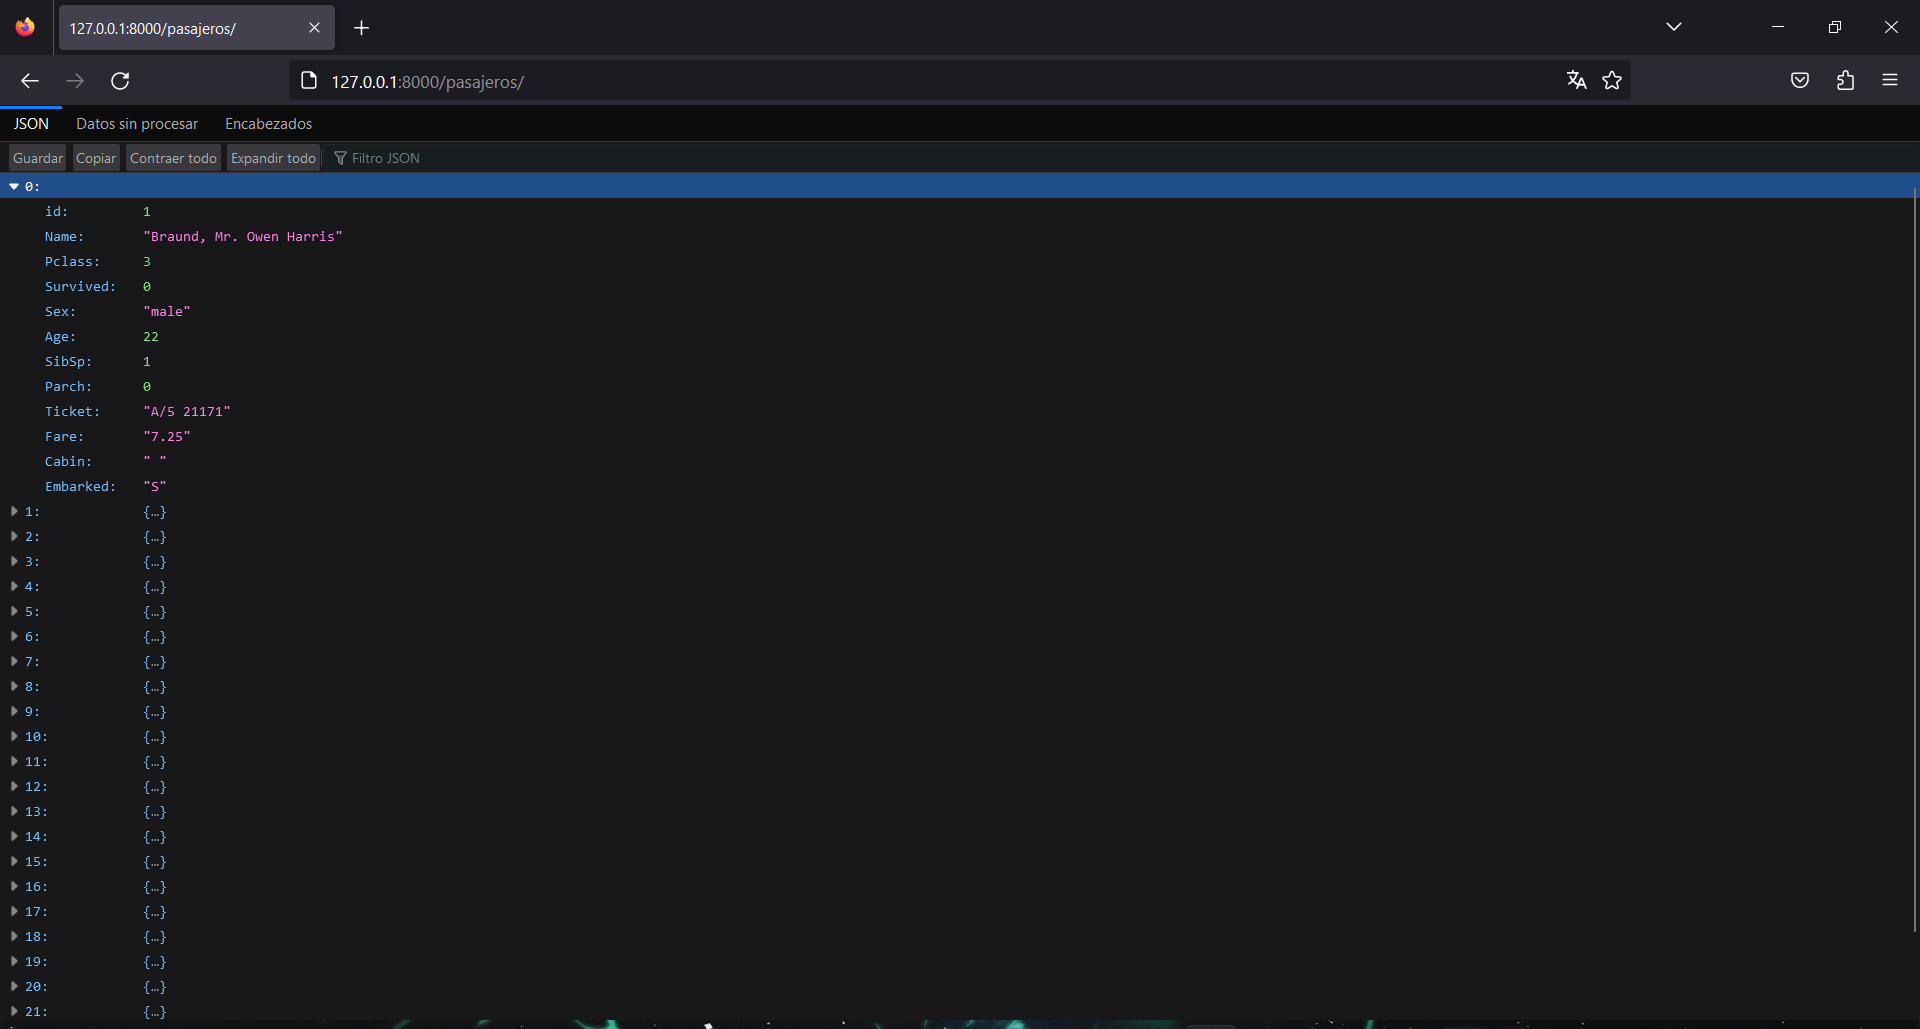 127.0.0.1:8000/pasajeros/
127.0.0.1:8000/pasajeros/
JSON Datos sin procesar Encabezados
Guardar Copiar Contraer todo Expandir todo Filtro JSON
0:
id: 1
Name: "Braund, Mr. Owen Harris"
Pclass: 3
Survived: 0
Sex: "male"
Age: 22
SibSp: 1
Parch: 0
Ticket: "A/5 21171"
Fare: "7.25"
Cabin: " "
Embarked: "S"
1: {…}
2: {…}
3: {…}
4: {…}
5: {…}
6: {…}
7: {…}
8: {…}
9: {…}
10: {…}
11: {…}
12: {…}
13: {…}
14: {…}
15: {…}
16: {…}
17: {…}
18: {…}
19: {…}
20: {…}
21: {…}